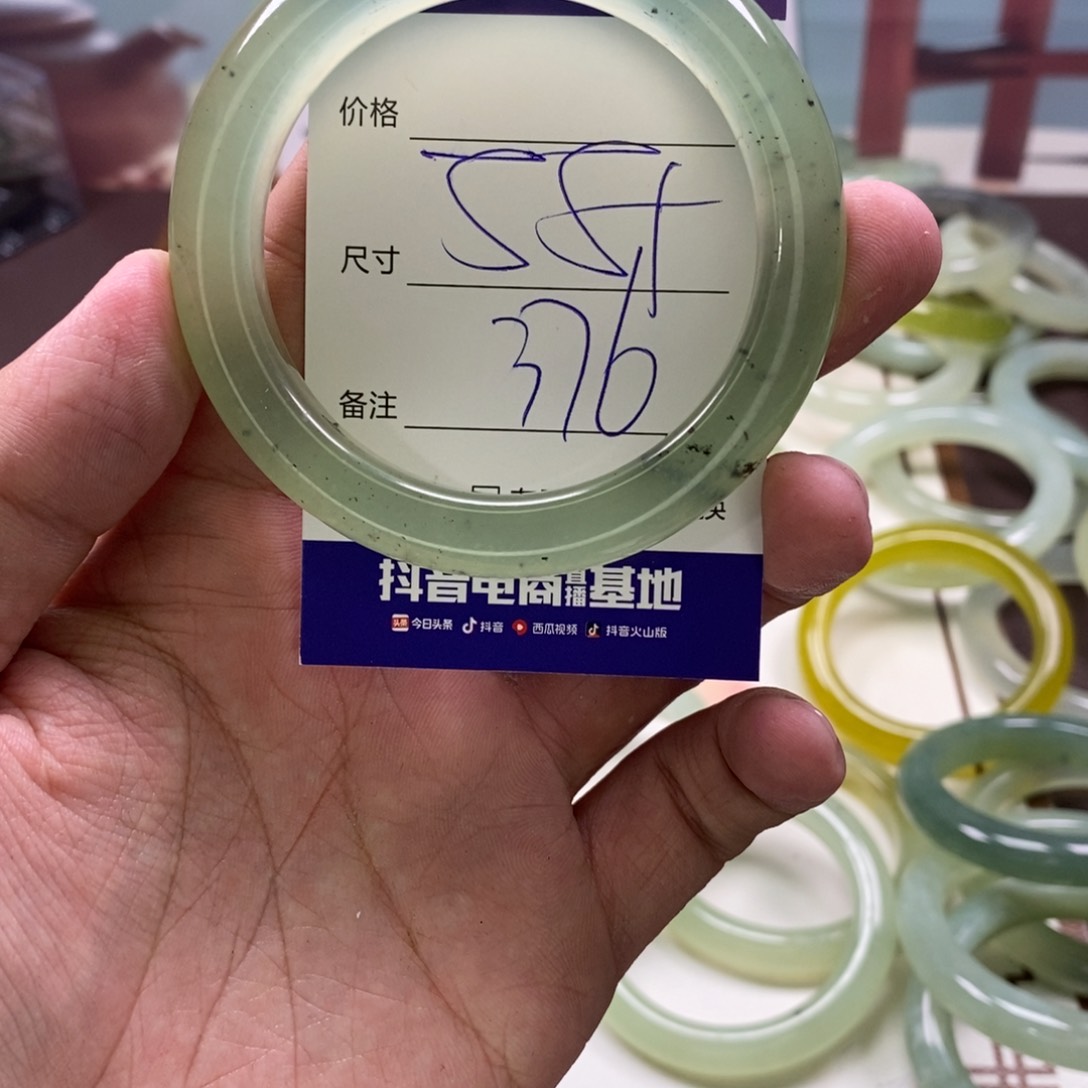 价格
55+
尺寸
376
备注
抖音电商直播基地
今日头条 抖音 西瓜视频 抖音火山版